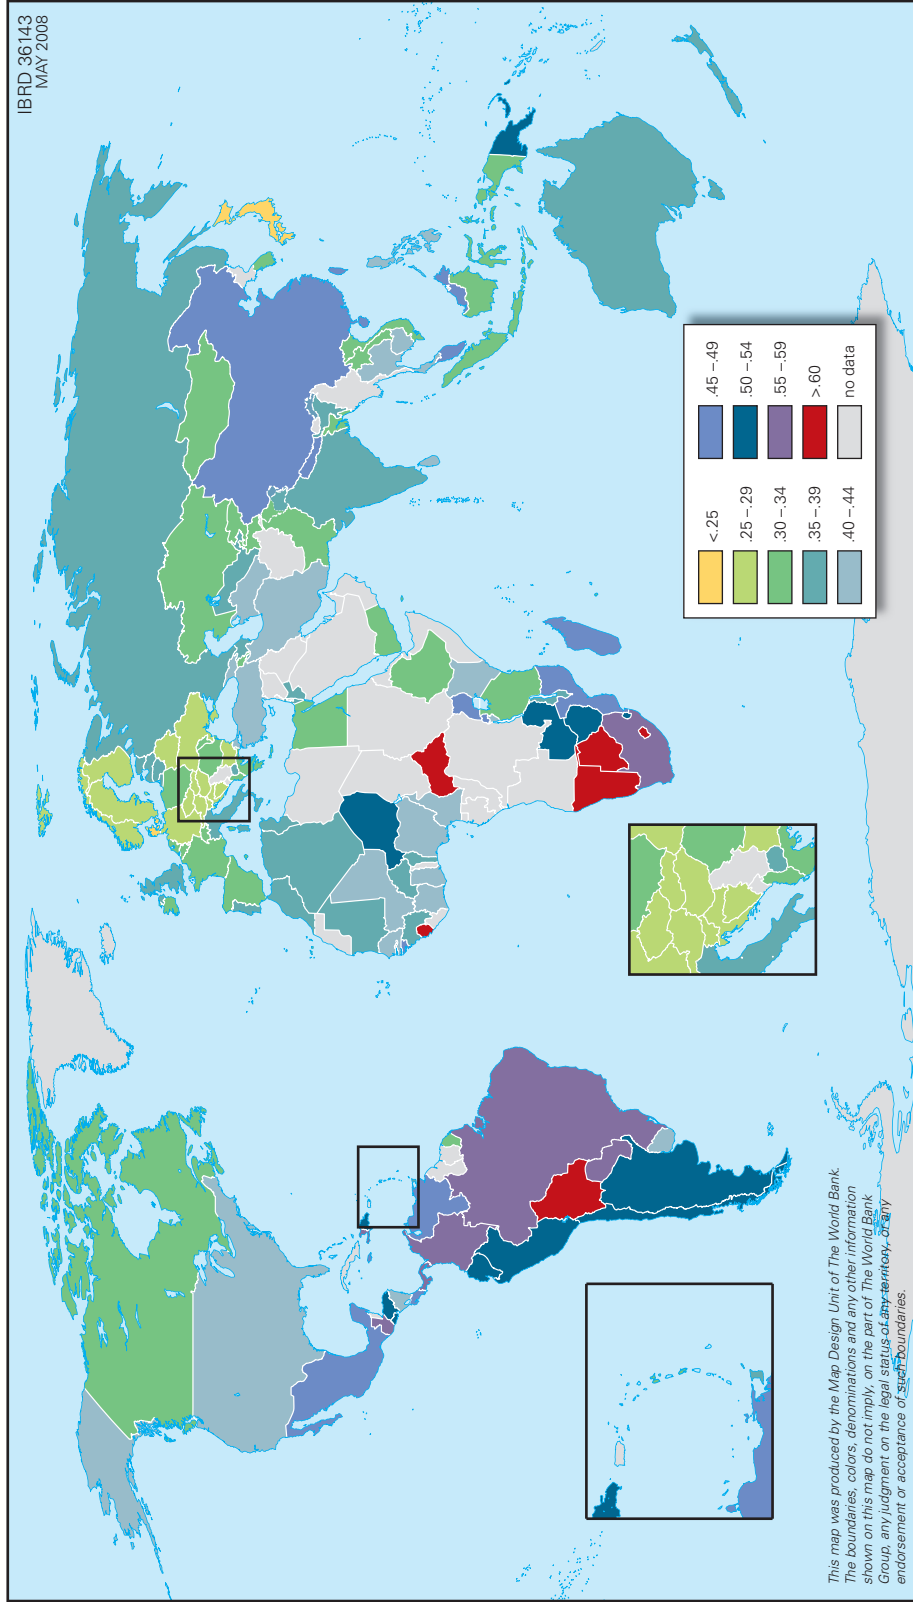 IBRD 36143
MAY 2008
<.25
.25 –.29
.30 –.34
.35 –.39
.40 –.44
.45 –.49
.50 –.54
.55 –.59
>.60
no data
This map was produced by the Map Design Unit of The World Bank.
The boundaries, colors, denominations and any other information
shown on this map do not imply, on the part of The World Bank
Group, any judgment on the legal status of any territory, or any
endorsement or acceptance of such boundaries.